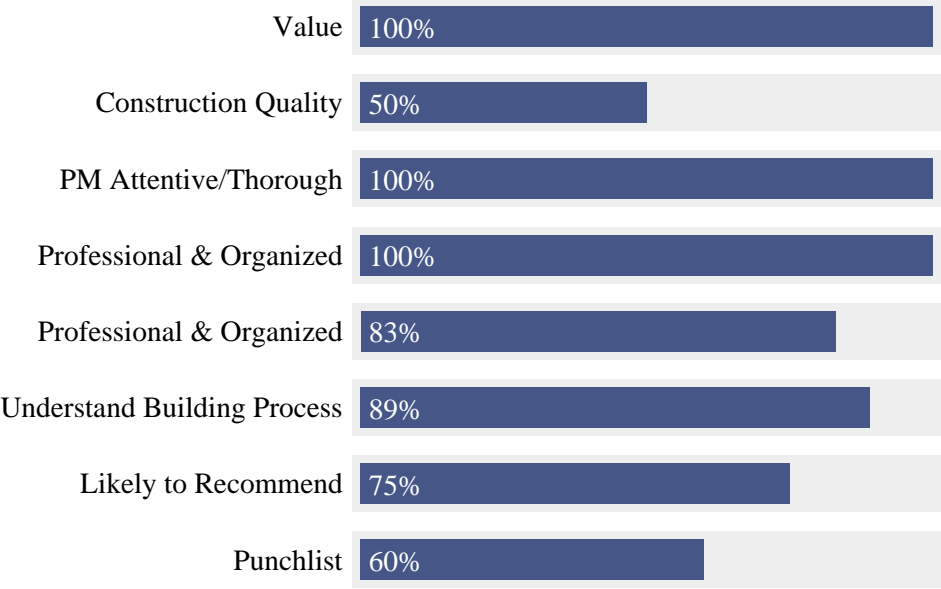 Value 100%
Construction Quality 50%
PM Attentive/Thorough 100%
Professional & Organized 100%
Professional & Organized 83%
Understand Building Process 89%
Likely to Recommend 75%
Punchlist 60%